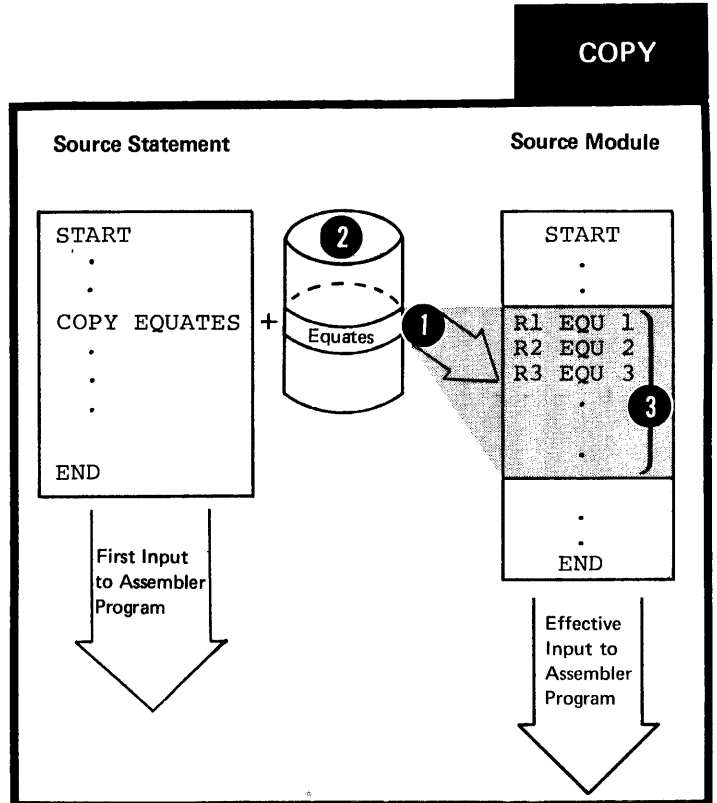 COPY
Source Statement
Source Module
START
.
.
COPY EQUATES
.
.
.
END
+
2
Equates
1
START
.
.
R1 EQU 1
R2 EQU 2
R3 EQU 3
.
.
3
.
.
END
First Input
to Assembler
Program
Effective
Input to
Assembler
Program